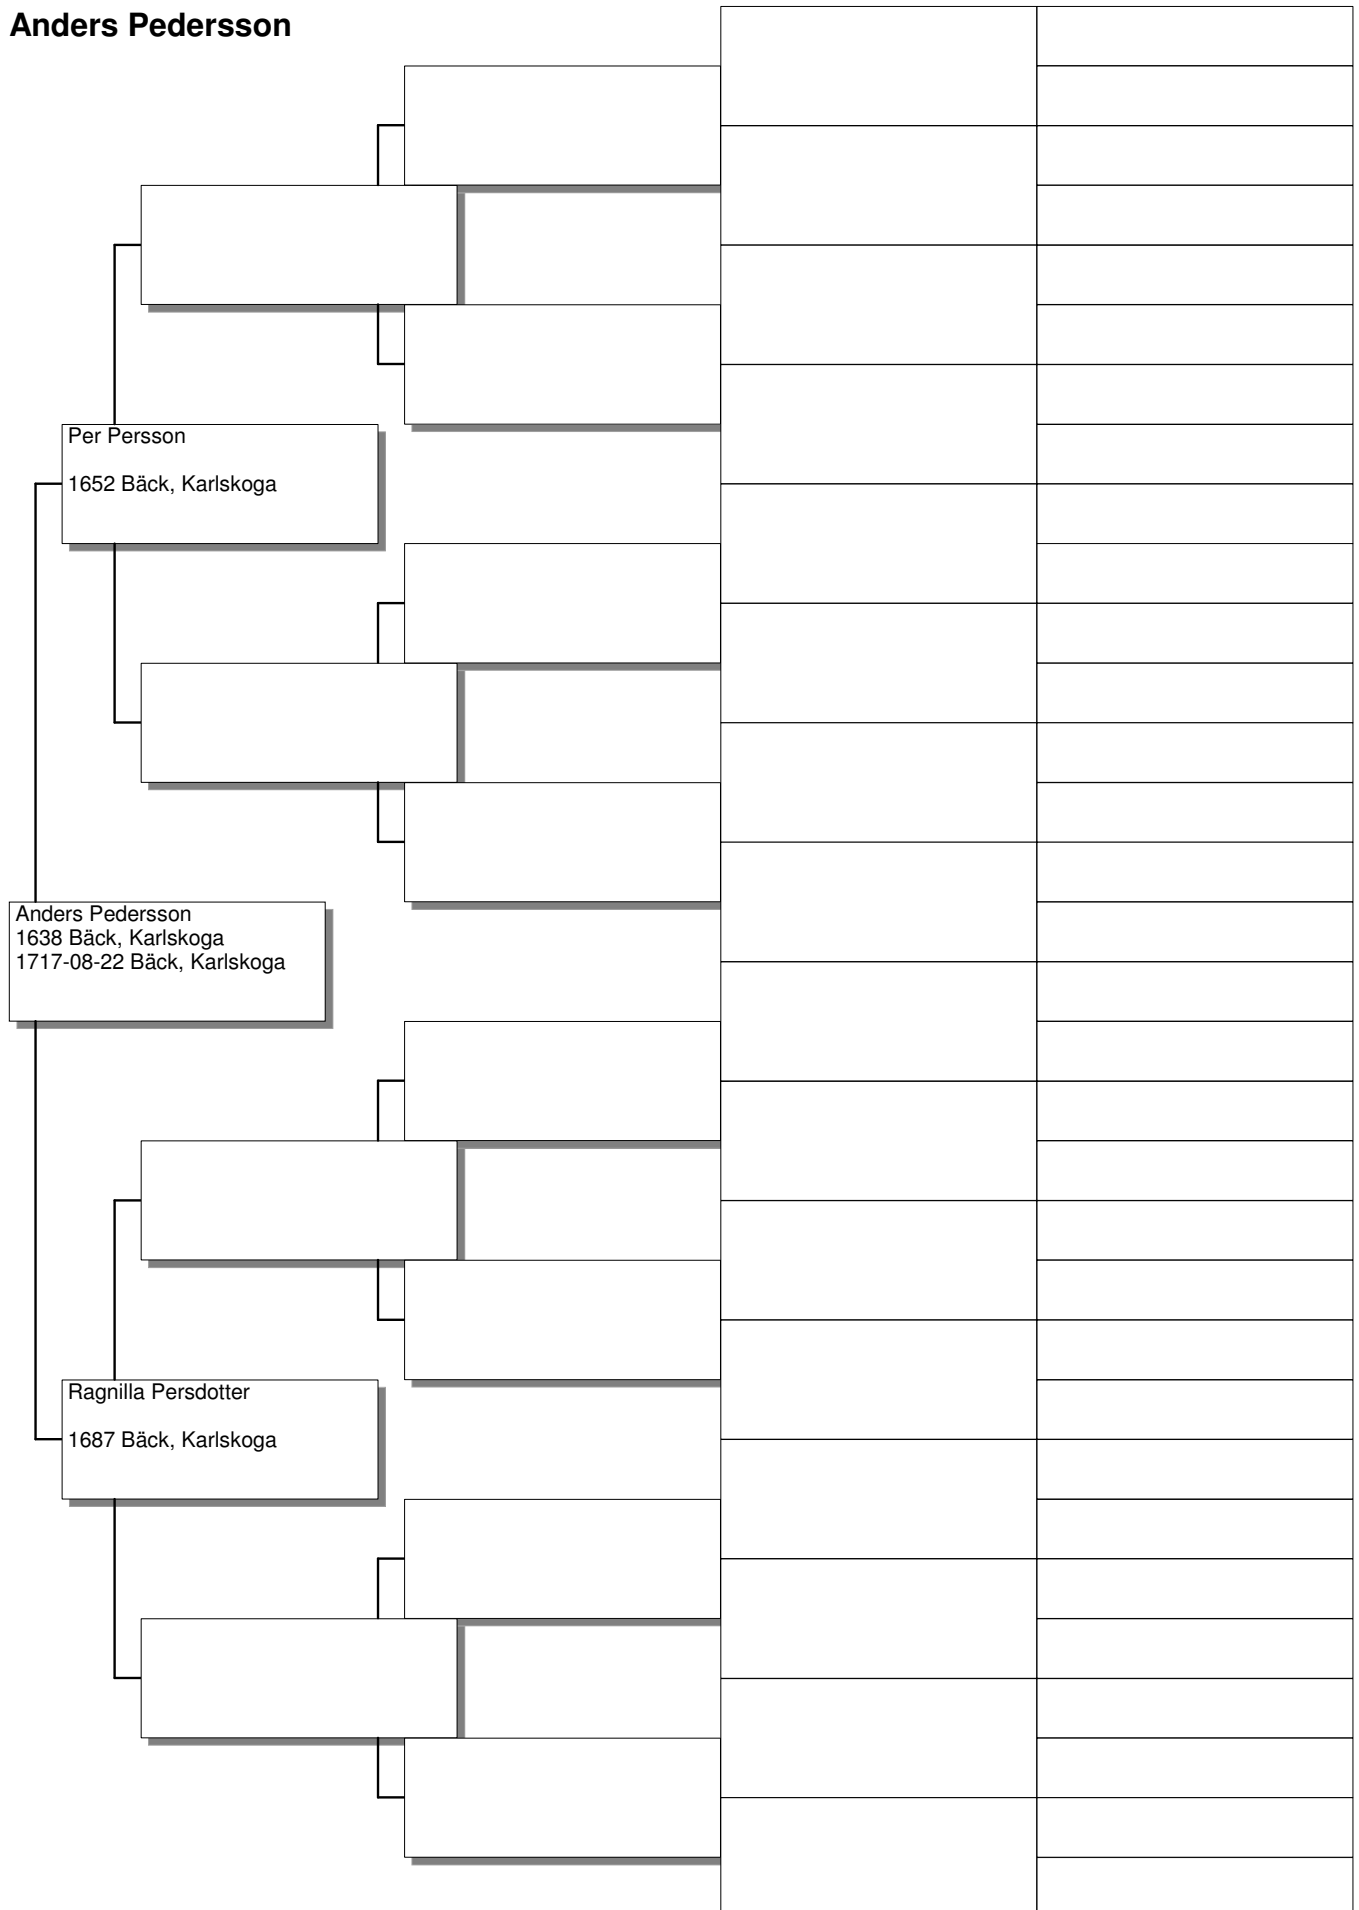 Anders Pedersson
Per Persson
1652 Bäck, Karlskoga
Anders Pedersson
1638 Bäck, Karlskoga
1717-08-22 Bäck, Karlskoga
Ragnilla Persdotter
1687 Bäck, Karlskoga